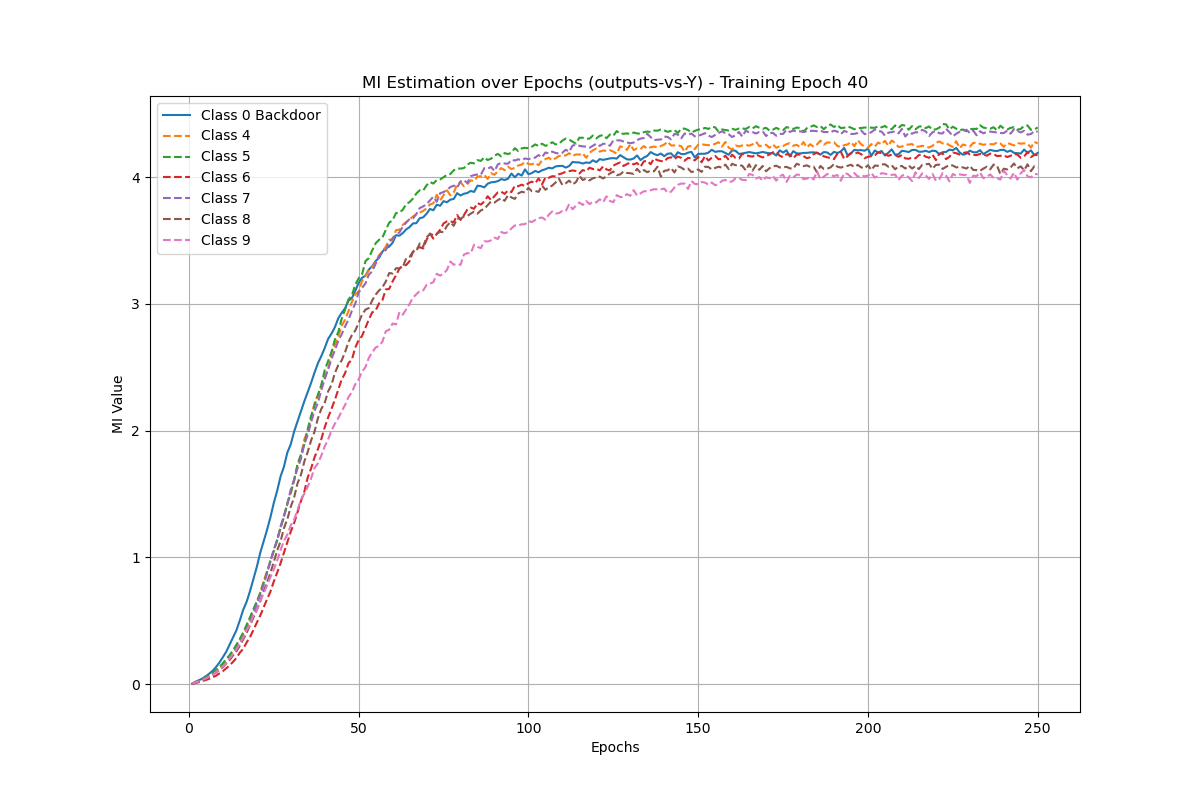 MI Estimation over Epochs (outputs-vs-Y) - Training Epoch 40
Class 0 Backdoor
Class 4
Class 5
Class 6
Class 7
Class 8
Class 9
MI Value
4
3
2
1
0
0 50 100 150 200 250
Epochs